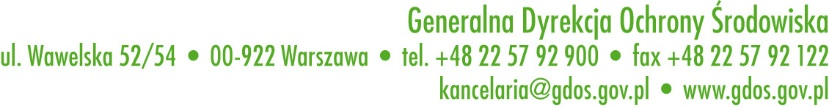 Generalna Dyrekcja Ochrony Środowiska
ul. Wawelska 52/54 • 00-922 Warszawa • tel. +48 22 57 92 900 • fax +48 22 57 92 122
kancelaria@gdos.gov.pl • www.gdos.gov.pl